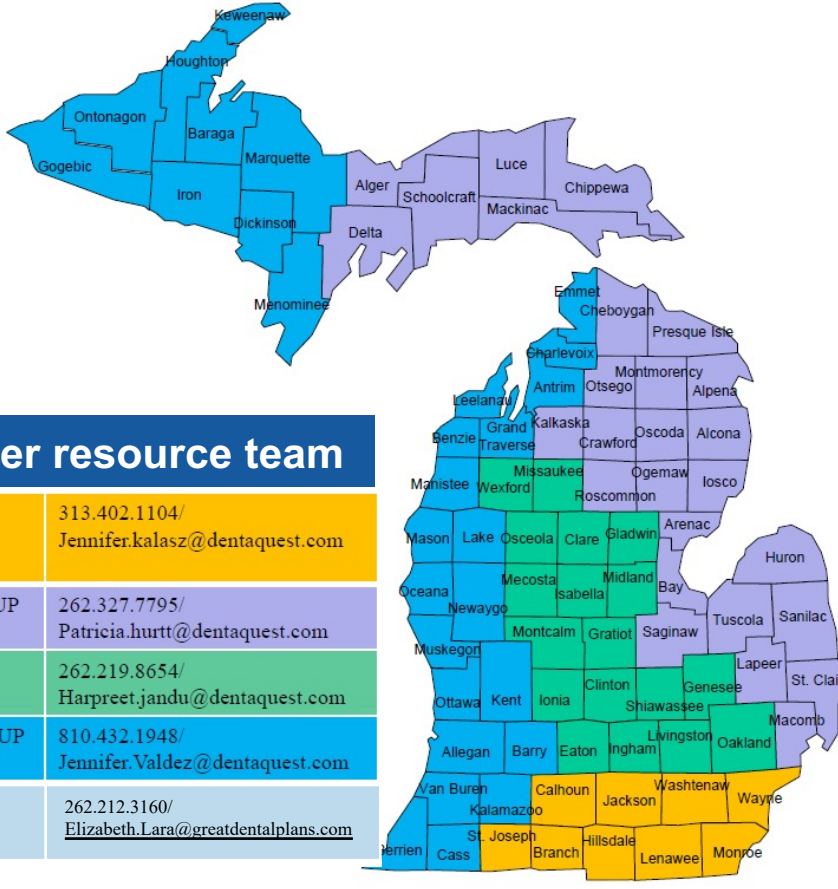 Keweenaw
Houghton
Ontonagon
Baraga
Marquette
Gogebic
Iron
Dickinson
Menominee
Alger
Schoolcraft
Luce
Chippewa
Mackinac
Delta
Emmet
Cheboygan
Presque Isle
Charlevoix
Antrim
Otsego
Montmorency
Alpena
Leelanau
Benzie
Grand
Traverse
Kalkaska
Crawford
Oscoda
Alcona
Manistee
Wexford
Missaukee
Roscommon
Ogemaw
Iosco
Mason
Lake
Osceola
Clare
Gladwin
Arenac
Huron
Oceana
Newaygo
Mecosta
Isabella
Midland
Bay
Tuscola
Sanilac
Muskegon
Montcalm
Gratiot
Saginaw
Lapeer
St. Clai
Ottawa
Kent
Ionia
Clinton
Shiawassee
Genesee
Macomb
Allegan
Barry
Eaton
Ingham
Livingston
Oakland
Van Buren
Kalamazoo
Calhoun
Jackson
Washtenaw
Wayne
errien
Cass
St. Joseph
Branch
Hillsdale
Lenawee
Monroe
er resource team
313.402.1104/
Jennifer.kalasz@dentaquest.com
UP 262.327.7795/
Patricia.hurtt@dentaquest.com
262.219.8654/
Harpreet.jandu@dentaquest.com
UP 810.432.1948/
Jennifer.Valdez@dentaquest.com
262.212.3160/
Elizabeth.Lara@greatdentalplans.com